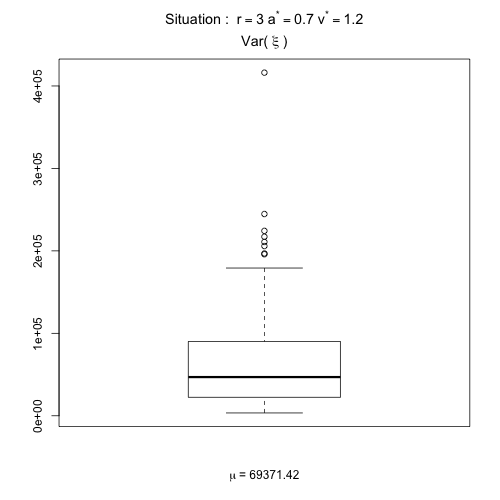 Situation : r = 3 a* = 0.7 v* = 1.2
Var( ξ )
4e+05
3e+05
2e+05
1e+05
0e+00
μ = 69371.42